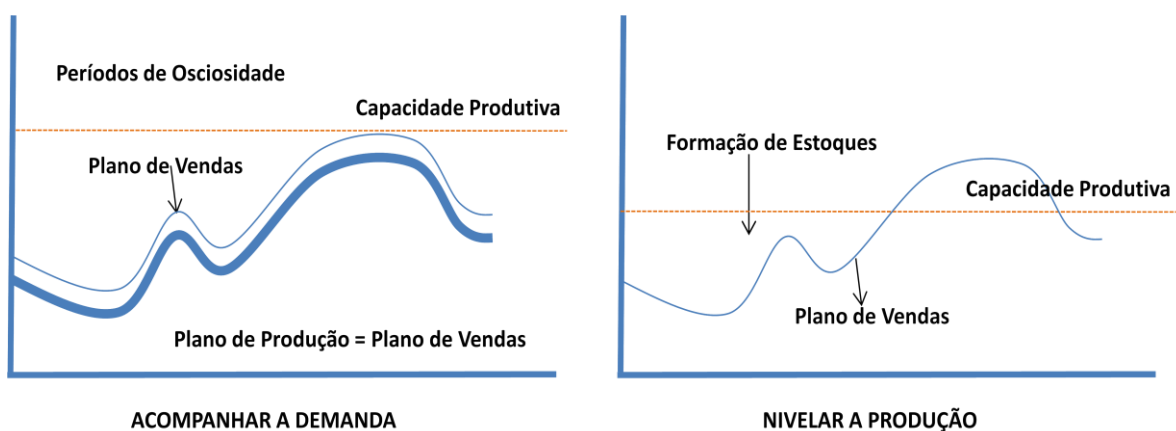 Períodos de Osciosidade
Capacidade Produtiva
Plano de Vendas
Plano de Produção = Plano de Vendas
ACOMPANHAR A DEMANDA
Formação de Estoques
Capacidade Produtiva
Plano de Vendas
NIVELAR A PRODUÇÃO